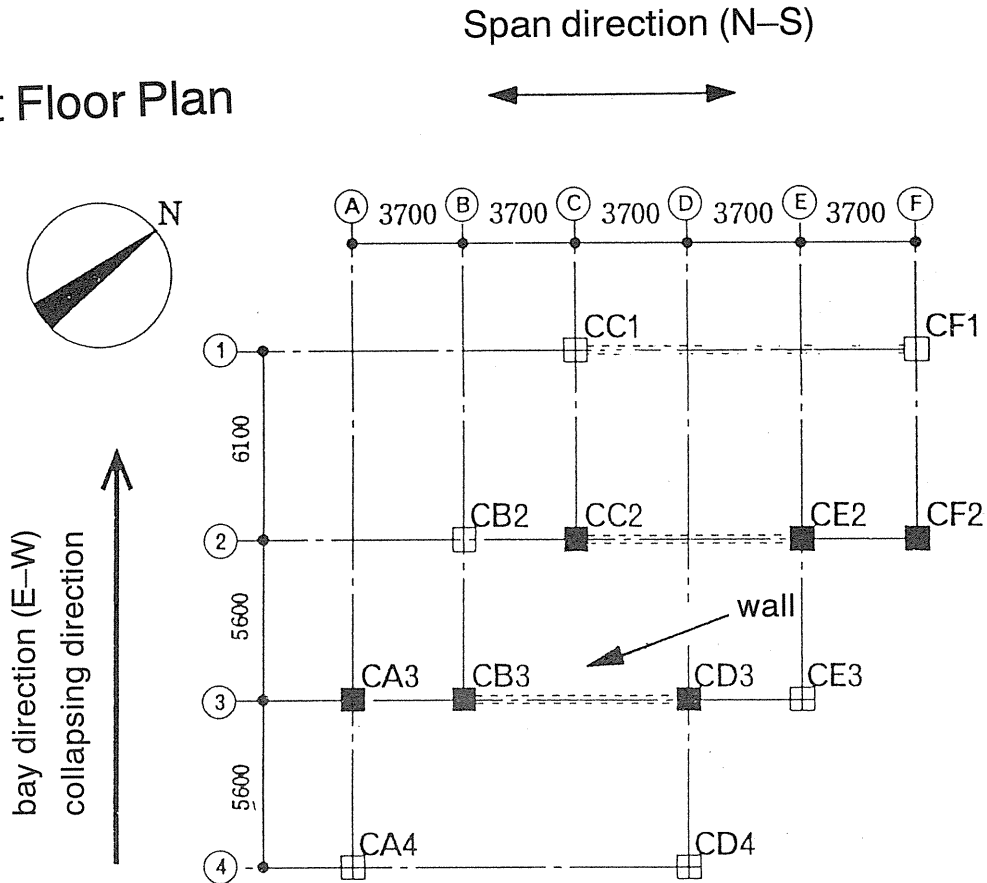 Span direction (N–S)
t Floor Plan
N
A 3700 B 3700 C 3700 D 3700 E 3700 F
1
CC1
CF1
6100
2
CB2
CC2
CE2
CF2
bay direction (E–W)
collapsing direction
5600
wall
3
CA3
CB3
CD3
CE3
5600
4
CA4
CD4